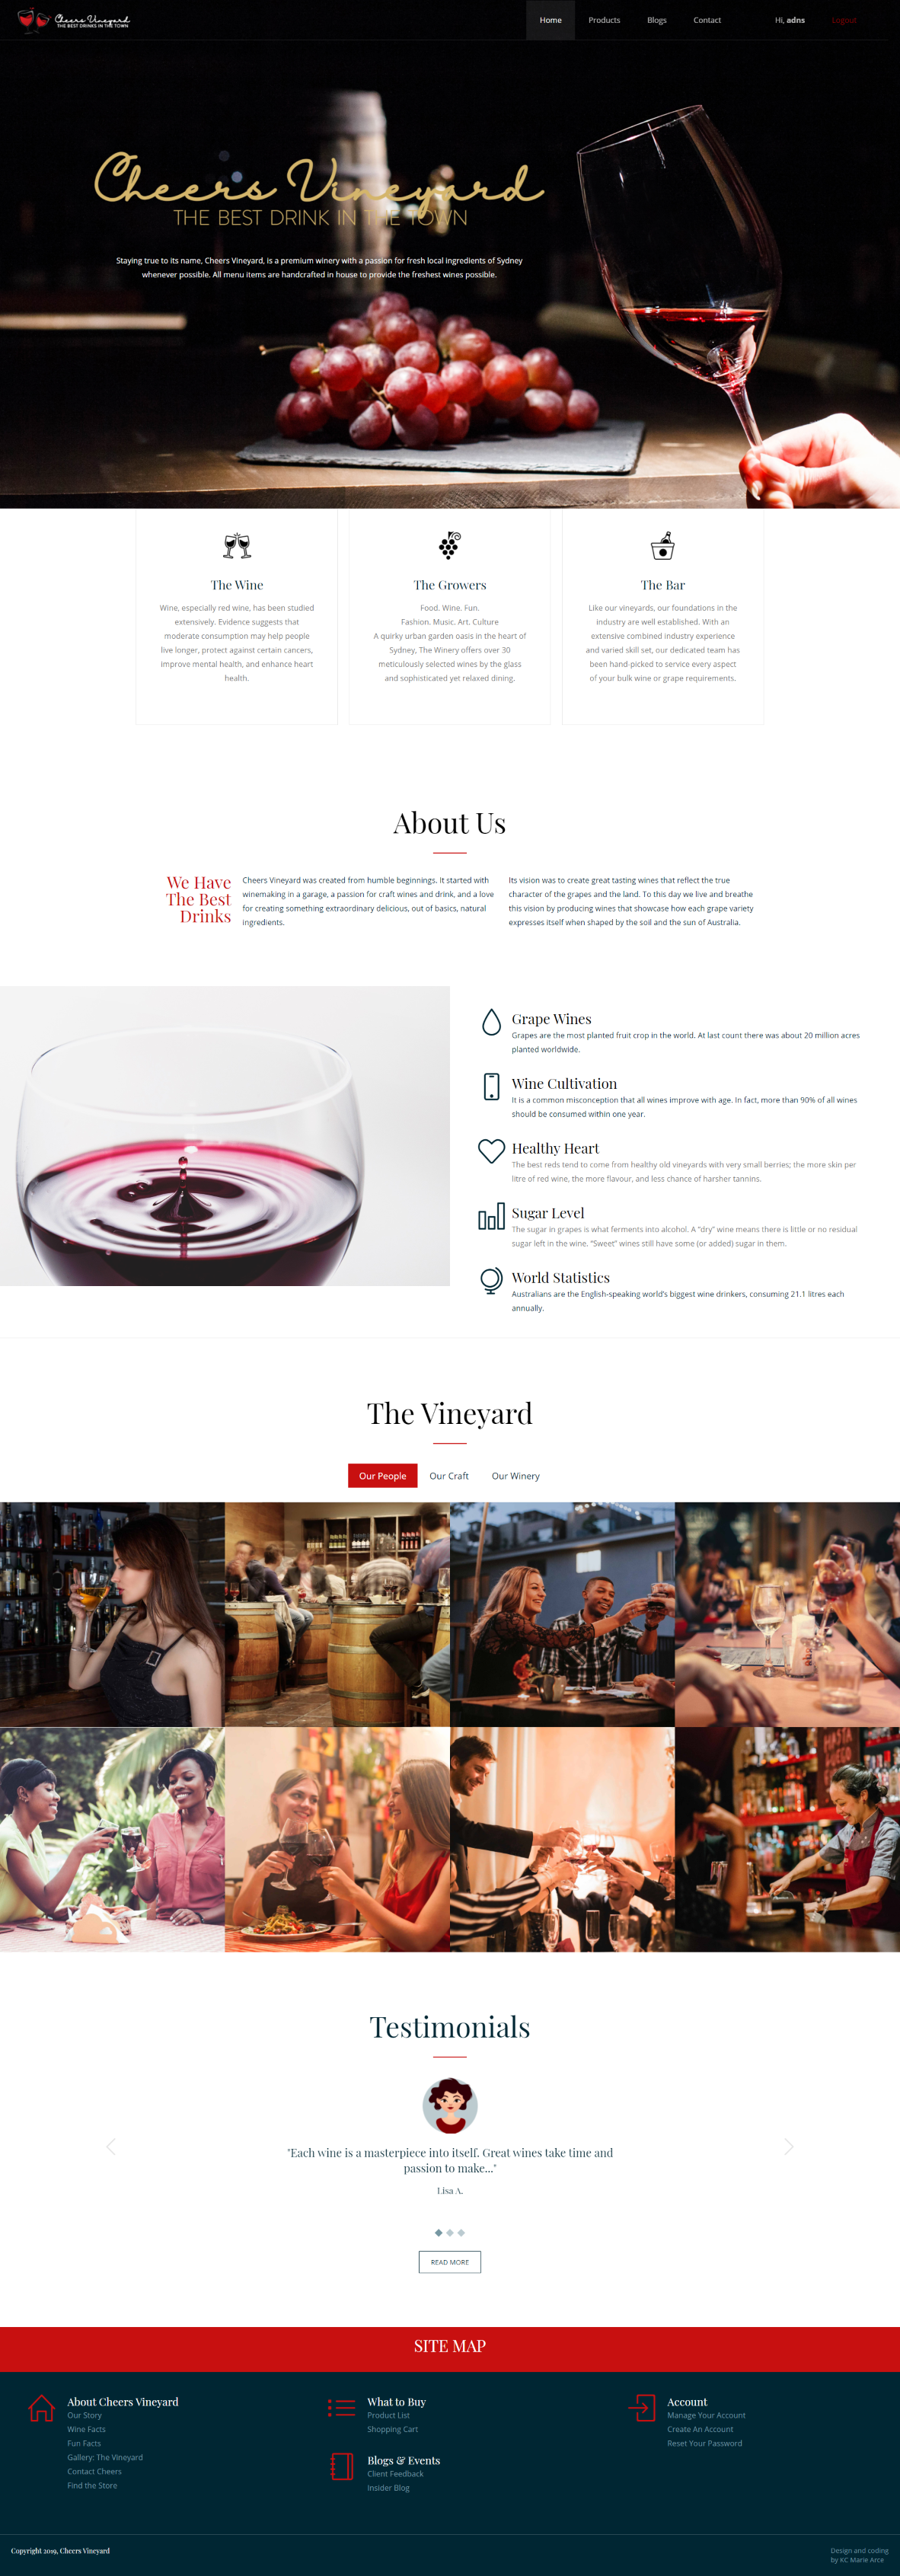 Cheers Vineyard
THE BEST DRINKS IN THE TOWN
Home
Products
Blogs
Contact
Hi, adns
Logout
Cheers Vineyard
THE BEST DRINK IN THE TOWN
Staying true to its name, Cheers Vineyard, is a premium winery with a passion for fresh local ingredients of Sydney
whenever possible. All menu items are handcrafted in house to provide the freshest wines possible.
The Wine
Wine, especially red wine, has been studied
extensively. Evidence suggests that
moderate consumption may help people
live longer, protect against certain cancers,
improve mental health, and enhance heart
health.
The Growers
Food. Wine. Fun.
Fashion. Music. Art. Culture
A quirky urban garden oasis in the heart of
Sydney, The Winery offers over 30
meticulously selected wines by the glass
and sophisticated yet relaxed dining.
The Bar
Like our vineyards, our foundations in the
industry are well established. With an
extensive combined industry experience
and varied skill set, our dedicated team has
been hand-picked to service every aspect
of your bulk wine or grape requirements.
About Us
We Have
The Best
Drinks
Cheers Vineyard was created from humble beginnings. It started with
winemaking in a garage, a passion for craft wines and drink, and a love
for creating something extraordinary delicious, out of basics, natural
ingredients.
Its vision was to create great tasting wines that reflect the true
character of the grapes and the land. To this day we live and breathe
this vision by producing wines that showcase how each grape variety
expresses itself when shaped by the soil and the sun of Australia.
Grape Wines
Grapes are the most planted fruit crop in the world. At last count there was about 20 million acres
planted worldwide.
Wine Cultivation
It is a common misconception that all wines improve with age. In fact, more than 90% of all wines
should be consumed within one year.
Healthy Heart
The best reds tend to come from healthy old vineyards with very small berries; the more skin per
litre of red wine, the more flavour, and less chance of harsher tannins.
Sugar Level
The sugar in grapes is what ferments into alcohol. A “dry” wine means there is little or no residual
sugar left in the wine. “Sweet” wines still have some (or added) sugar in them.
World Statistics
Australians are the English-speaking world’s biggest wine drinkers, consuming 21.1 litres each
annually.
The Vineyard
Our People
Our Craft
Our Winery
Testimonials
"Each wine is a masterpiece into itself. Great wines take time and
passion to make..."
Lisa A.
READ MORE
SITE MAP
About Cheers Vineyard
Our Story
Wine Facts
Fun Facts
Gallery: The Vineyard
Contact Cheers
Find the Store
What to Buy
Product List
Shopping Cart
Blogs & Events
Client Feedback
Insider Blog
Account
Manage Your Account
Create An Account
Reset Your Password
Copyright 2019, Cheers Vineyard
Design and coding
by KC Marie Arce